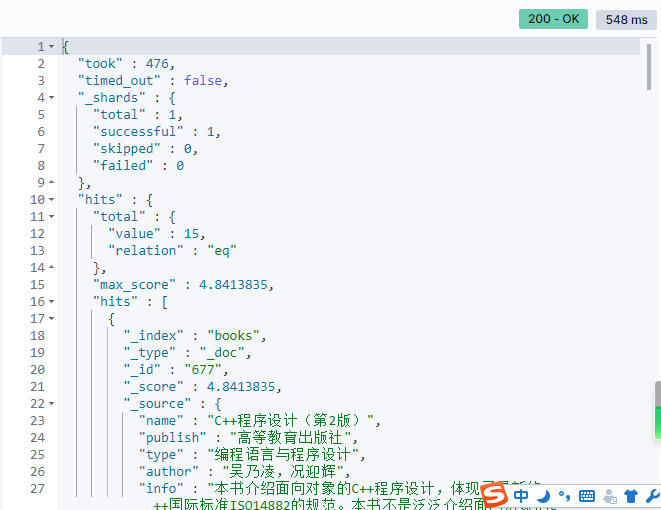 200 - OK 548 ms
1 {
2 "took" : 476,
3 "timed_out" : false,
4 "_shards" : {
5 "total" : 1,
6 "successful" : 1,
7 "skipped" : 0,
8 "failed" : 0
9 },
10 "hits" : {
11 "total" : {
12 "value" : 15,
13 "relation" : "eq"
14 },
15 "max_score" : 4.8413835,
16 "hits" : [
17 {
18 "_index" : "books",
19 "_type" : "_doc",
20 "_id" : "677",
21 "_score" : 4.8413835,
22 "_source" : {
23 "name" : "C++程序设计（第2版）",
24 "publish" : "高等教育出版社",
25 "type" : "编程语言与程序设计",
26 "author" : "吴乃凌，况迎辉",
27 "info" : "本书介绍面向对象的C++程序设计，体现
++国际标准ISO14882的规范。本书不是泛泛介绍面
S 中